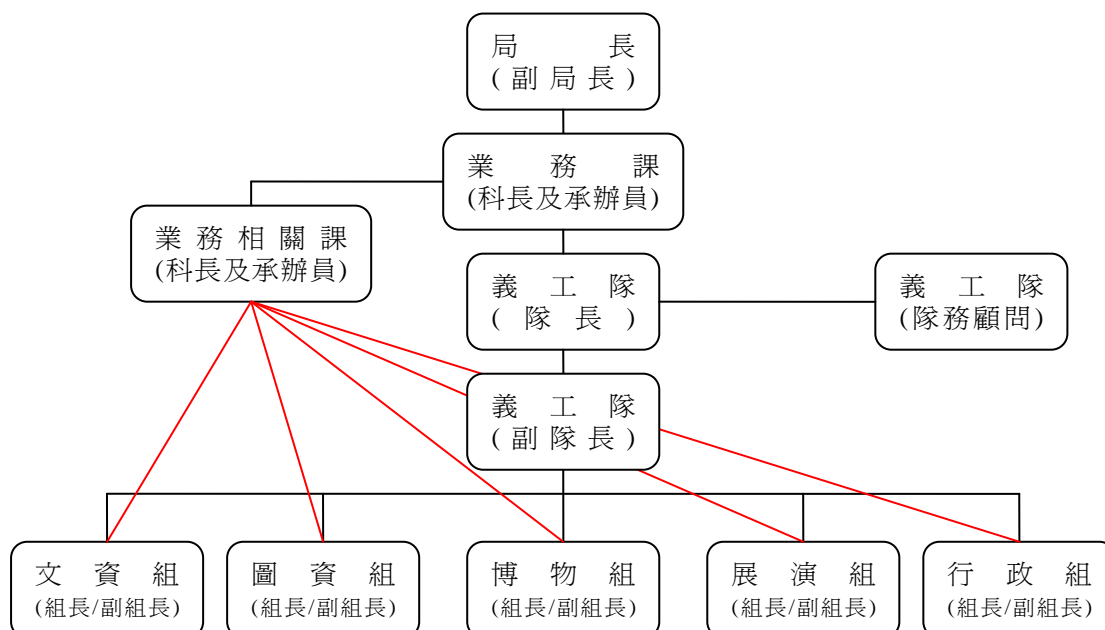 局長
(副局長)
業務課
(科長及承辦員)
業務相關課
(科長及承辦員)
義工隊
(隊長)
義工隊
(隊務顧問)
義工隊
(副隊長)
文資組
(組長/副組長)
圖資組
(組長/副組長)
博物組
(組長/副組長)
展演組
(組長/副組長)
行政組
(組長/副組長)